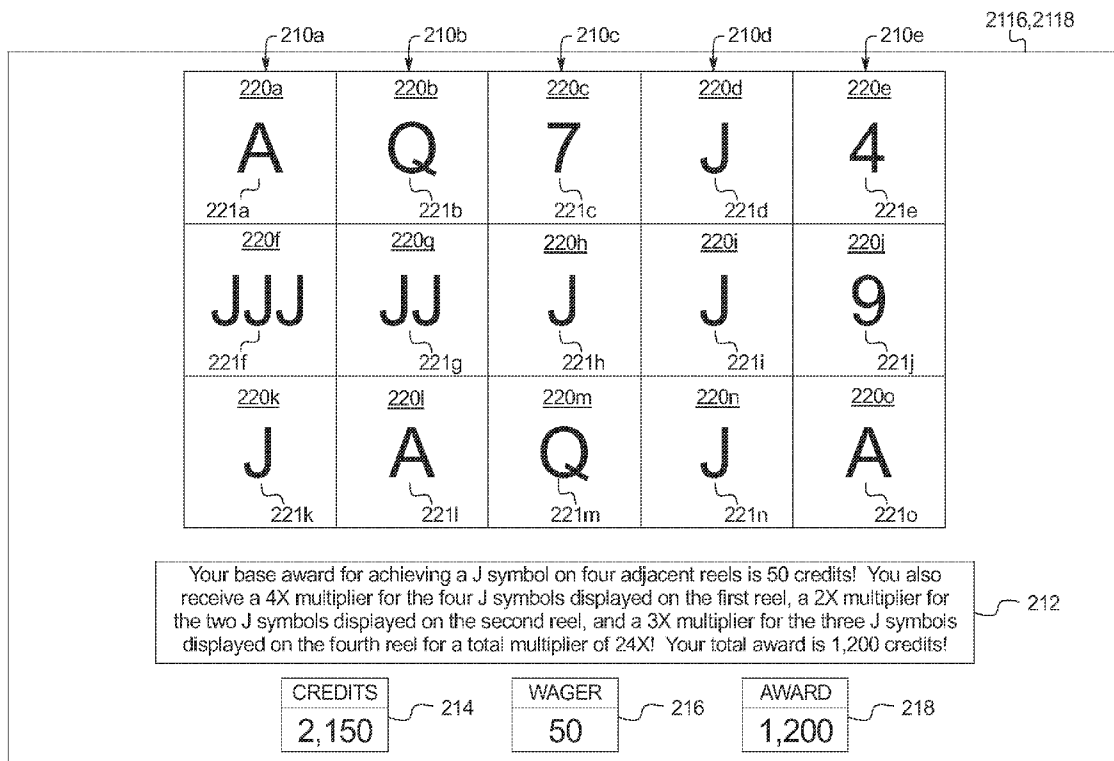 2116,2118
210a 210b 210c 210d 210e
220a 220b 220c 220d 220e
A Q 7 J 4
221a 221b 221c 221d 221e
220f 220g 220h 220i 220j
JJJ JJ J J 9
221f 221g 221h 221i 221j
220k 220l 220m 220n 220o
J A Q J A
221k 221l 221m 221n 221o
Your base award for achieving a J symbol on four adjacent reels is 50 credits! You also
receive a 4X multiplier for the four J symbols displayed on the first reel, a 2X multiplier for
the two J symbols displayed on the second reel, and a 3X multiplier for the three J symbols
displayed on the fourth reel for a total multiplier of 24X! Your total award is 1,200 credits!
212
CREDITS WAGER AWARD
2,150 214 50 216 1,200 218